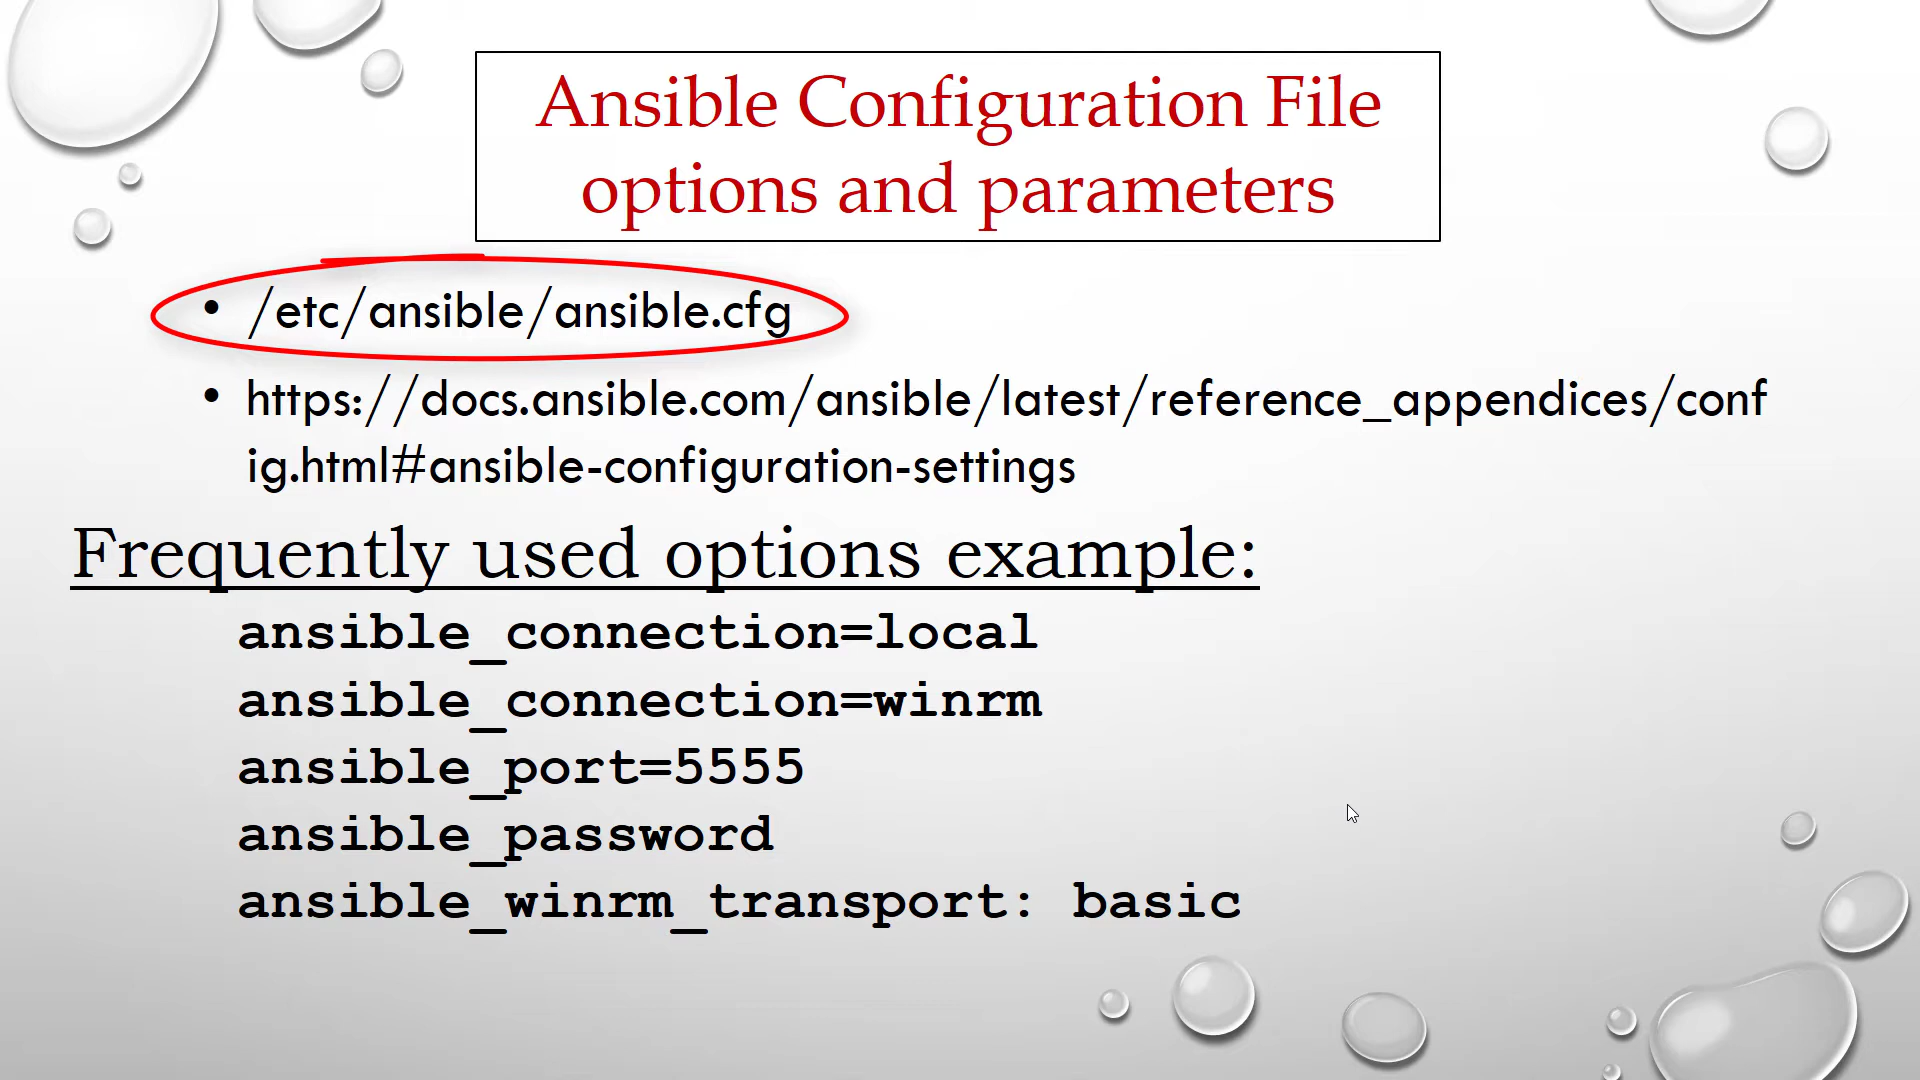 Ansible Configuration File
options and parameters
• /etc/ansible/ansible.cfg
• https://docs.ansible.com/ansible/latest/reference_appendices/conf
ig.html#ansible-configuration-settings
Frequently used options example:
ansible_connection=local
ansible_connection=winrm
ansible_port=5555
ansible_password
ansible_winrm_transport: basic